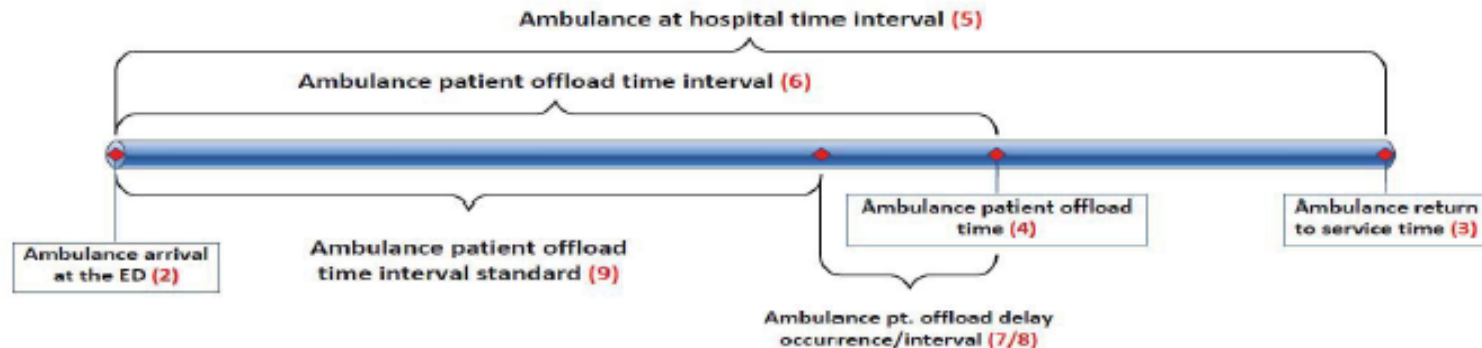 Ambulance at hospital time interval (5)
Ambulance patient offload time interval (6)
Ambulance arrival
at the ED (2)
Ambulance patient offload
time interval standard (9)
Ambulance patient offload
time (4)
Ambulance return
to service time (3)
Ambulance pt. offload delay
occurrence/interval (7/8)